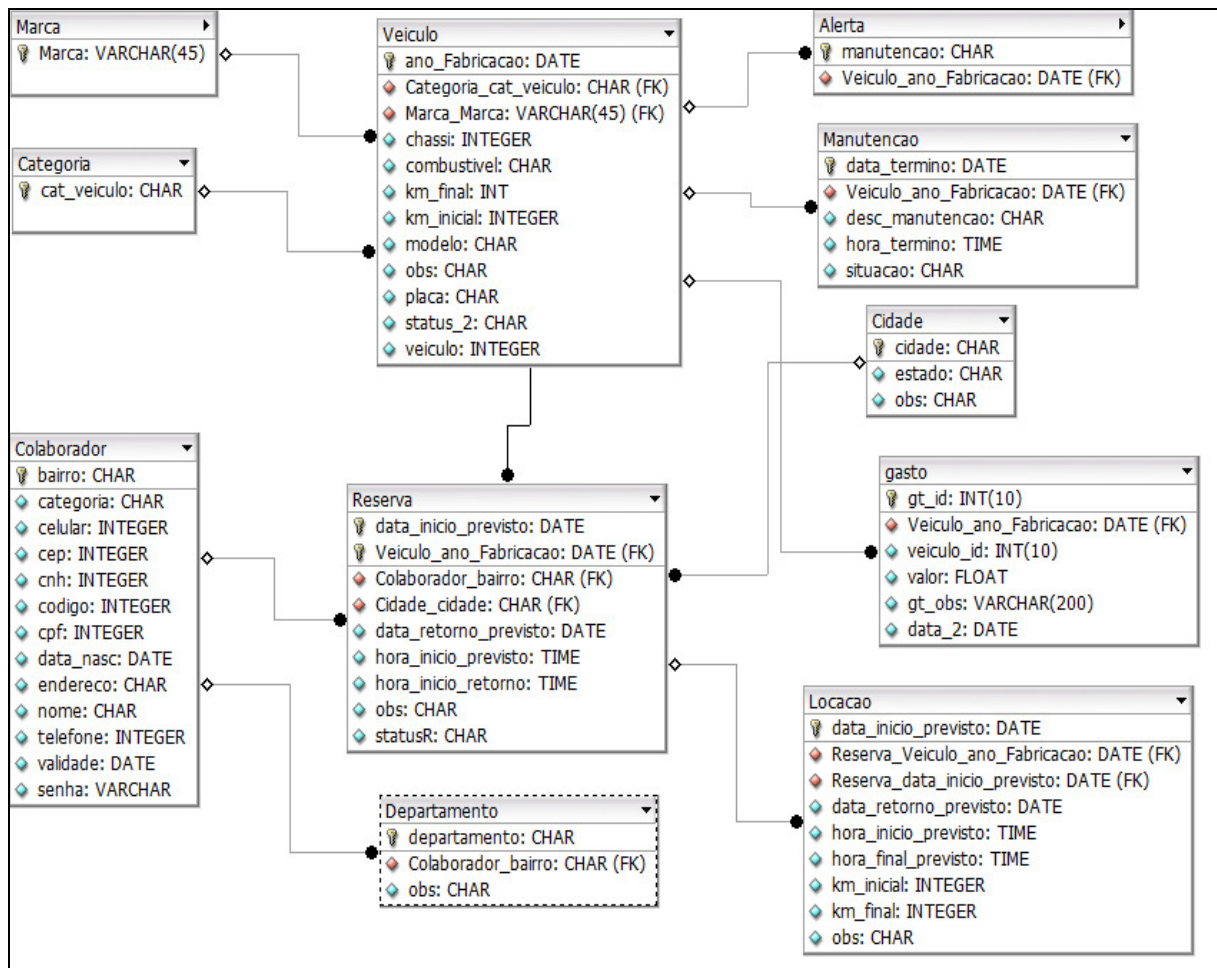 Marca
Marca: VARCHAR(45)
Categoria
cat_veiculo: CHAR
Veiculo
ano_Fabricacao: DATE
Categoria_cat_veiculo: CHAR (FK)
Marca_Marca: VARCHAR(45) (FK)
chassi: INTEGER
combustivel: CHAR
km_final: INT
km_inicial: INTEGER
modelo: CHAR
obs: CHAR
placa: CHAR
status_2: CHAR
veiculo: INTEGER
Alerta
manutencao: CHAR
Veiculo_ano_Fabricacao: DATE (FK)
Manutencao
data_termino: DATE
Veiculo_ano_Fabricacao: DATE (FK)
desc_manutencao: CHAR
hora_termino: TIME
situacao: CHAR
Cidade
cidade: CHAR
estado: CHAR
obs: CHAR
Colaborador
bairro: CHAR
categoria: CHAR
celular: INTEGER
cep: INTEGER
cnh: INTEGER
codigo: INTEGER
cpf: INTEGER
data_nasc: DATE
endereco: CHAR
nome: CHAR
telefone: INTEGER
validade: DATE
senha: VARCHAR
Reserva
data_inicio_previsto: DATE
Veiculo_ano_Fabricacao: DATE (FK)
Colaborador_bairro: CHAR (FK)
Cidade_cidade: CHAR (FK)
data_retorno_previsto: DATE
hora_inicio_previsto: TIME
hora_inicio_retorno: TIME
obs: CHAR
statusR: CHAR
gasto
gt_id: INT(10)
Veiculo_ano_Fabricacao: DATE (FK)
veiculo_id: INT(10)
valor: FLOAT
gt_obs: VARCHAR(200)
data_2: DATE
Departamento
departamento: CHAR
Colaborador_bairro: CHAR (FK)
obs: CHAR
Locacao
data_inicio_previsto: DATE
Reserva_Veiculo_ano_Fabricacao: DATE (FK)
Reserva_data_inicio_previsto: DATE (FK)
data_retorno_previsto: DATE
hora_inicio_previsto: TIME
hora_final_previsto: TIME
km_inicial: INTEGER
km_final: INTEGER
obs: CHAR